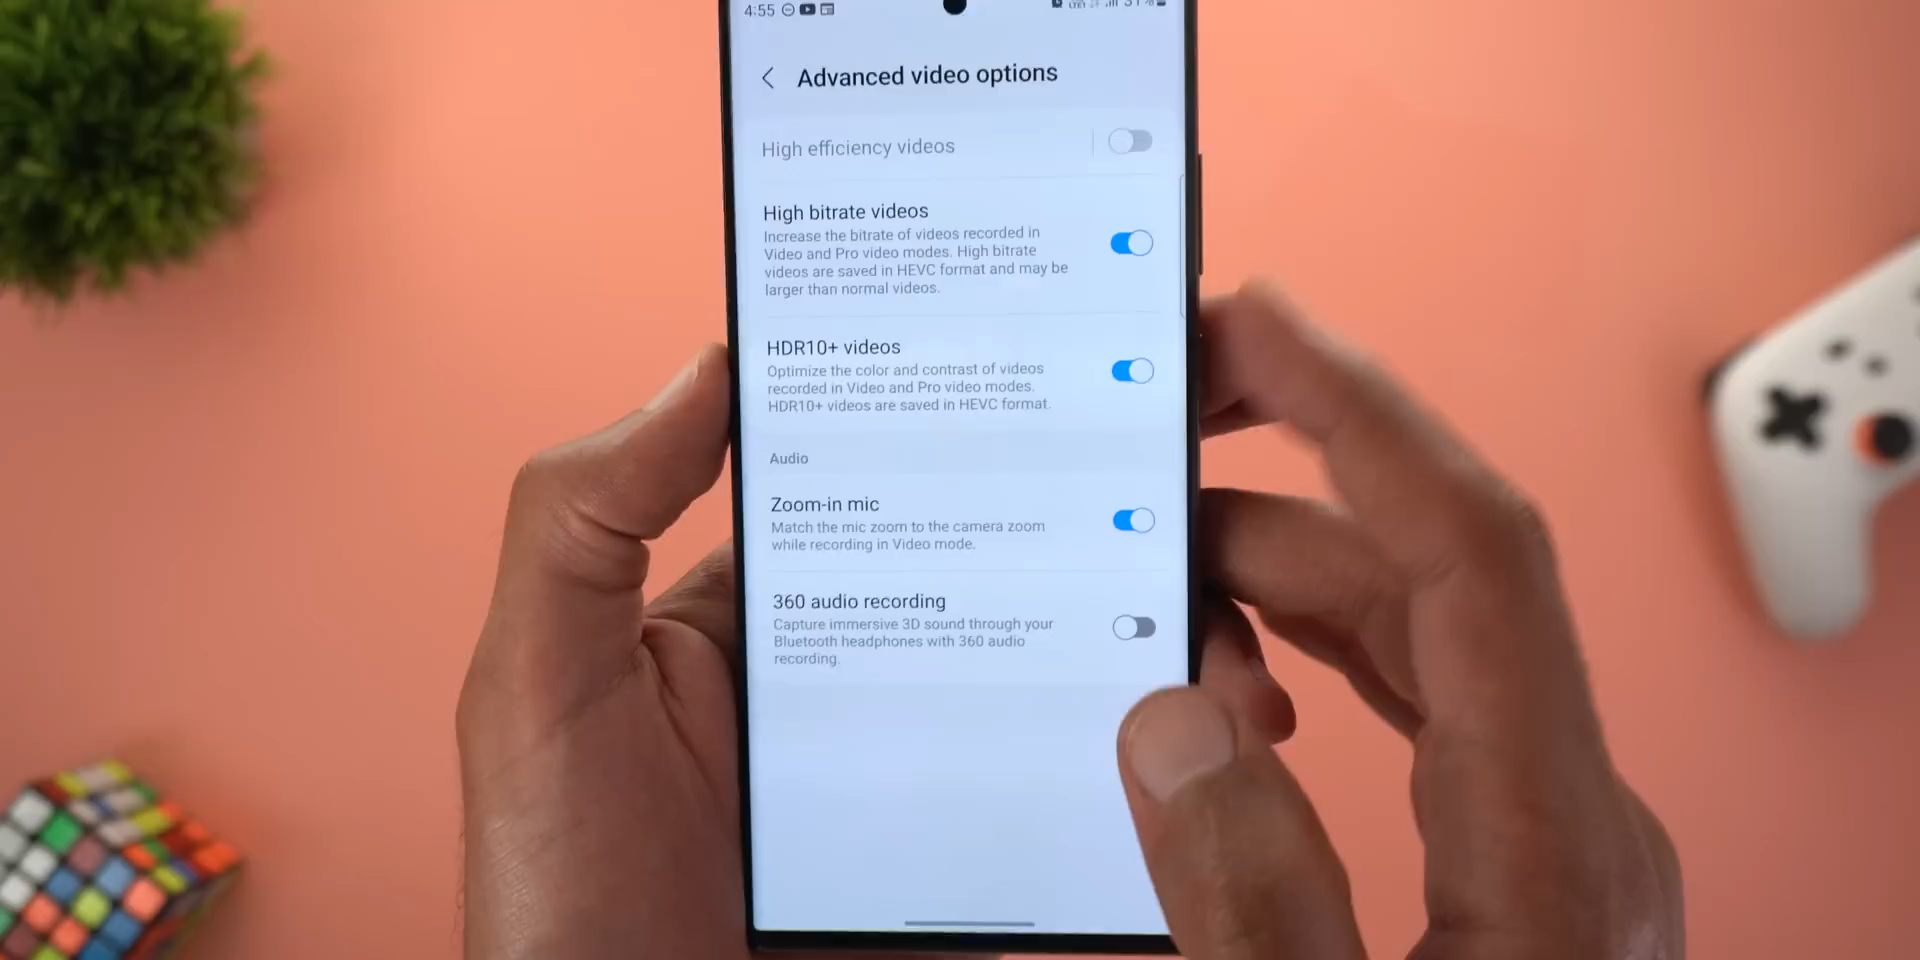 4:55
Advanced video options
High efficiency videos
High bitrate videos
Increase the bitrate of videos recorded in
Video and Pro video modes. High bitrate
videos are saved in HEVC format and may be
larger than normal videos.
HDR10+ videos
Optimize the color and contrast of videos
recorded in Video and Pro video modes.
HDR10+ videos are saved in HEVC format.
Audio
Zoom-in mic
Match the mic zoom to the camera zoom
while recording in Video mode.
360 audio recording
Capture immersive 3D sound through your
Bluetooth headphones with 360 audio
recording.